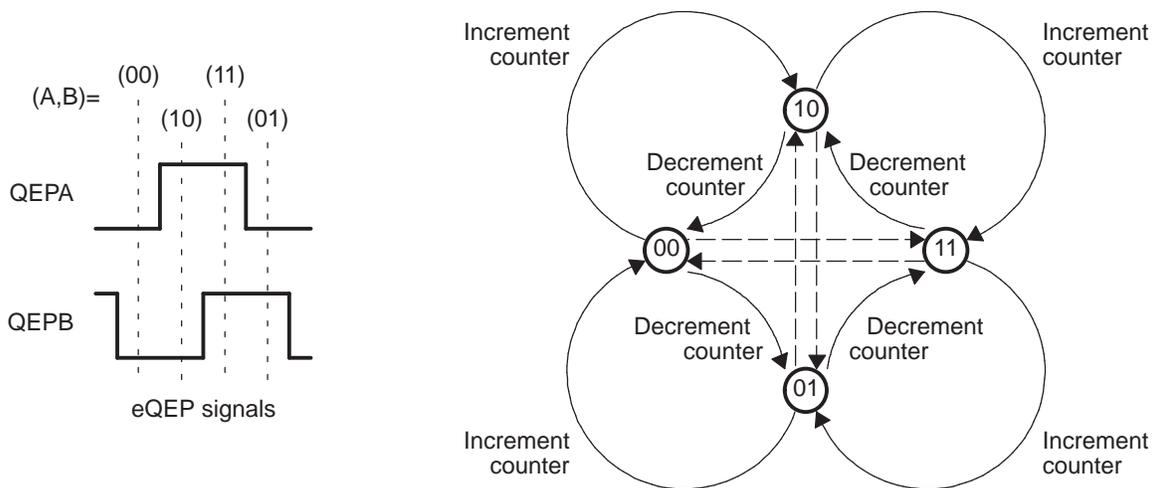 (A,B)=
(00)
(11)
(10)
(01)
QEPA
QEPB
eQEP signals
Increment
counter
Increment
counter
10
Decrement
counter
Decrement
counter
00
11
Decrement
counter
Decrement
counter
01
Increment
counter
Increment
counter